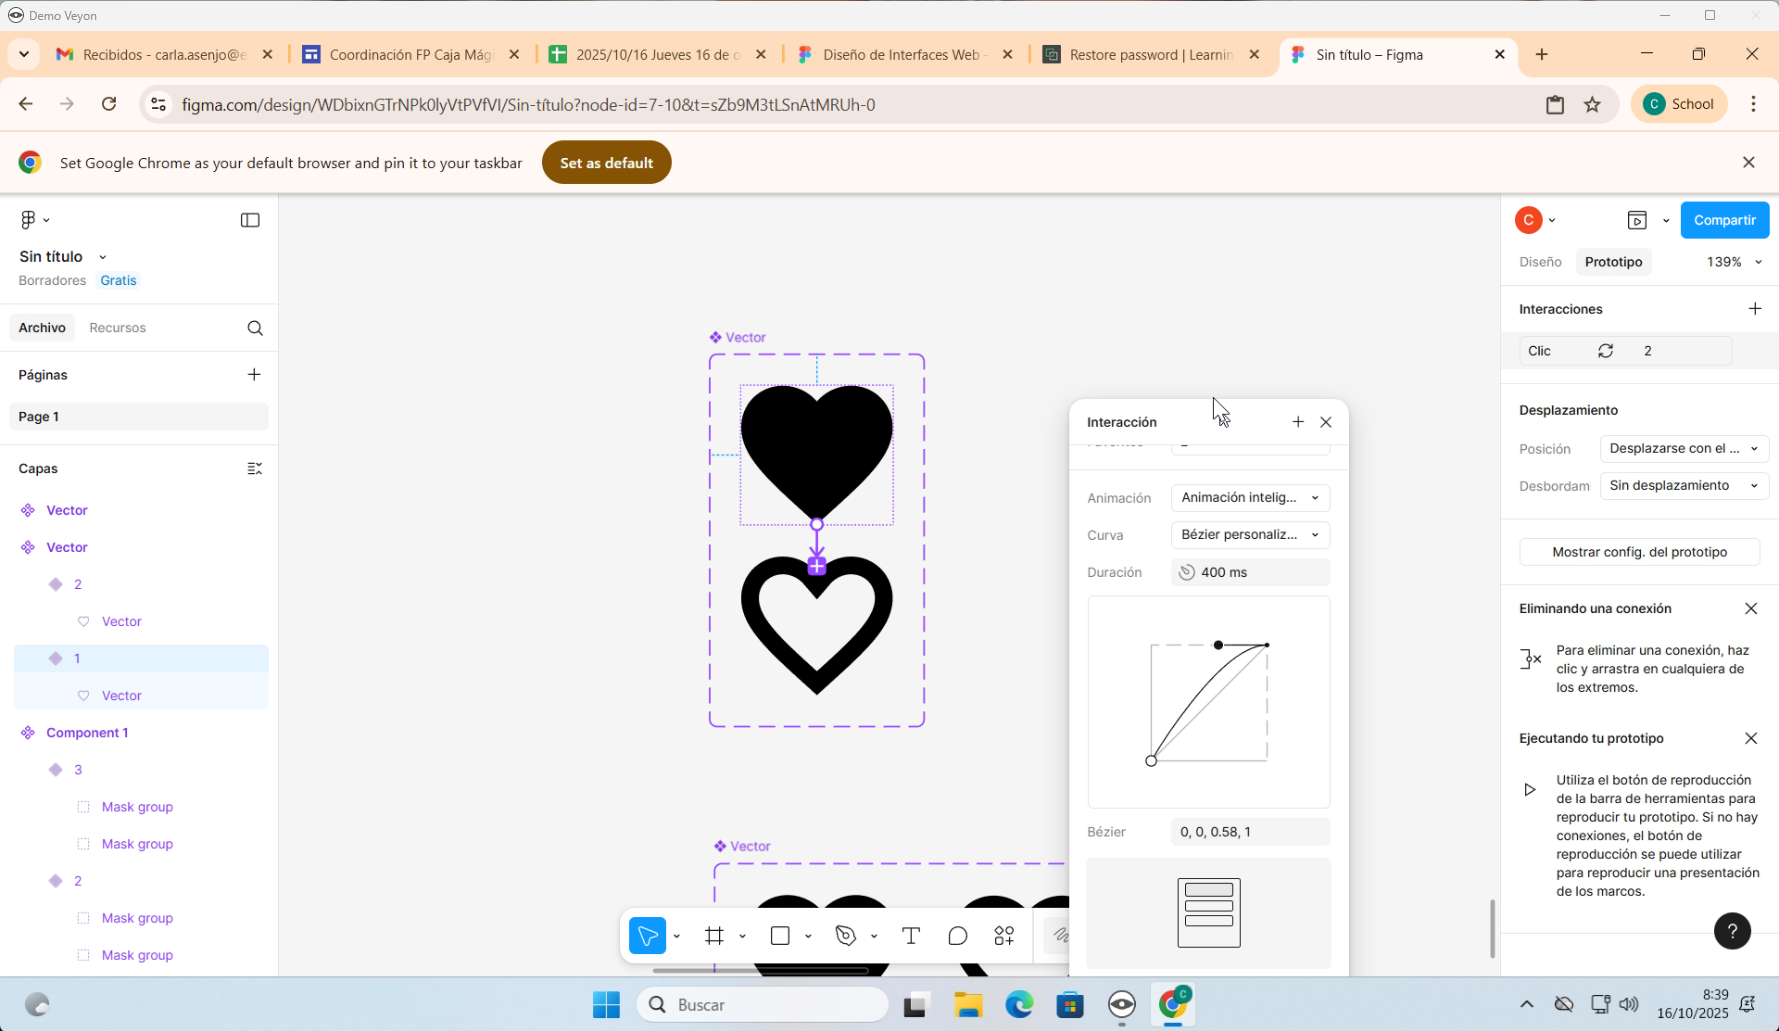 Demo Veyon
Recibidos - carla.asenjo@e
Coordinación FP Caja Mági
2025/10/16 Jueves 16 de o
Diseño de Interfaces Web -
Restore password | Learnin
Sin título – Figma
figma.com/design/WDbixnGTrNPk0lyVtPVfVI/Sin-título?node-id=7-10&t=sZb9M3tLSnAtMRUh-0
C School
Set Google Chrome as your default browser and pin it to your taskbar
Set as default
Sin título
Borradores Gratis
Archivo Recursos
Páginas
Page 1
Capas
Vector
Vector
2
Vector
1
Vector
Component 1
3
Mask group
Mask group
2
Mask group
Mask group
Vector
Vector
Interacción
Animación Animación intelig...
Curva Bézier personaliz...
Duración 400 ms
Bézier 0, 0, 0.58, 1
C
Compartir
Diseño Prototipo 139%
Interacciones
Clic 2
Desplazamiento
Posición Desplazarse con el ...
Desbordam Sin desplazamiento
Mostrar config. del prototipo
Eliminando una conexión
Para eliminar una conexión, haz
clic y arrastra en cualquiera de
los extremos.
Ejecutando tu prototipo
Utiliza el botón de reproducción
de la barra de herramientas para
reproducir tu prototipo. Si no hay
conexiones, el botón de
reproducción se puede utilizar
para reproducir una presentación
de los marcos.
?
Buscar
C
8:39
16/10/2025